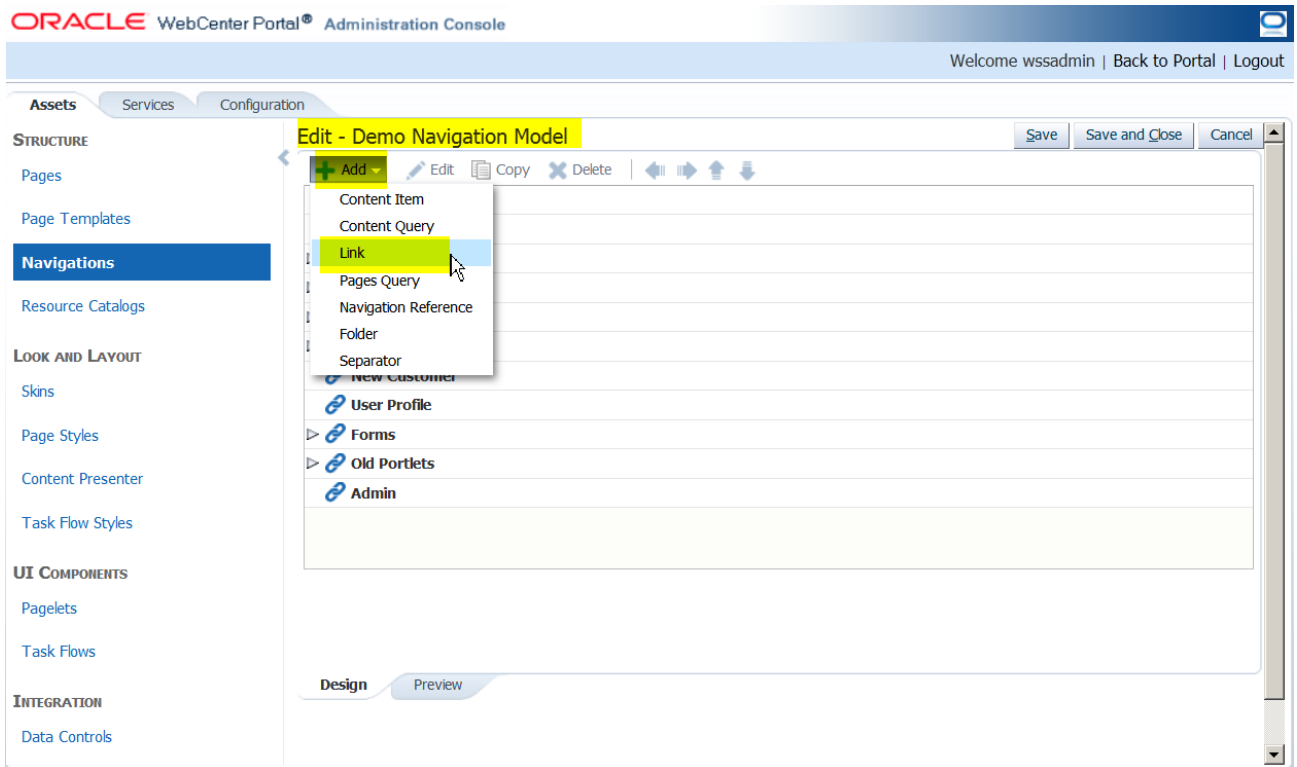 ORACLE WebCenter Portal® Administration Console
Welcome wssadmin | Back to Portal | Logout
Assets Services Configuration
STRUCTURE
Pages
Page Templates
Navigations
Resource Catalogs
LOOK AND LAYOUT
Skins
Page Styles
Content Presenter
Task Flow Styles
UI COMPONENTS
Pagelets
Task Flows
INTEGRATION
Data Controls
Edit - Demo Navigation Model
Save Save and Close Cancel
Add Edit Copy Delete
Content Item
Content Query
Link
Pages Query
Navigation Reference
Folder
Separator
New Customer
User Profile
Forms
Old Portlets
Admin
Design Preview